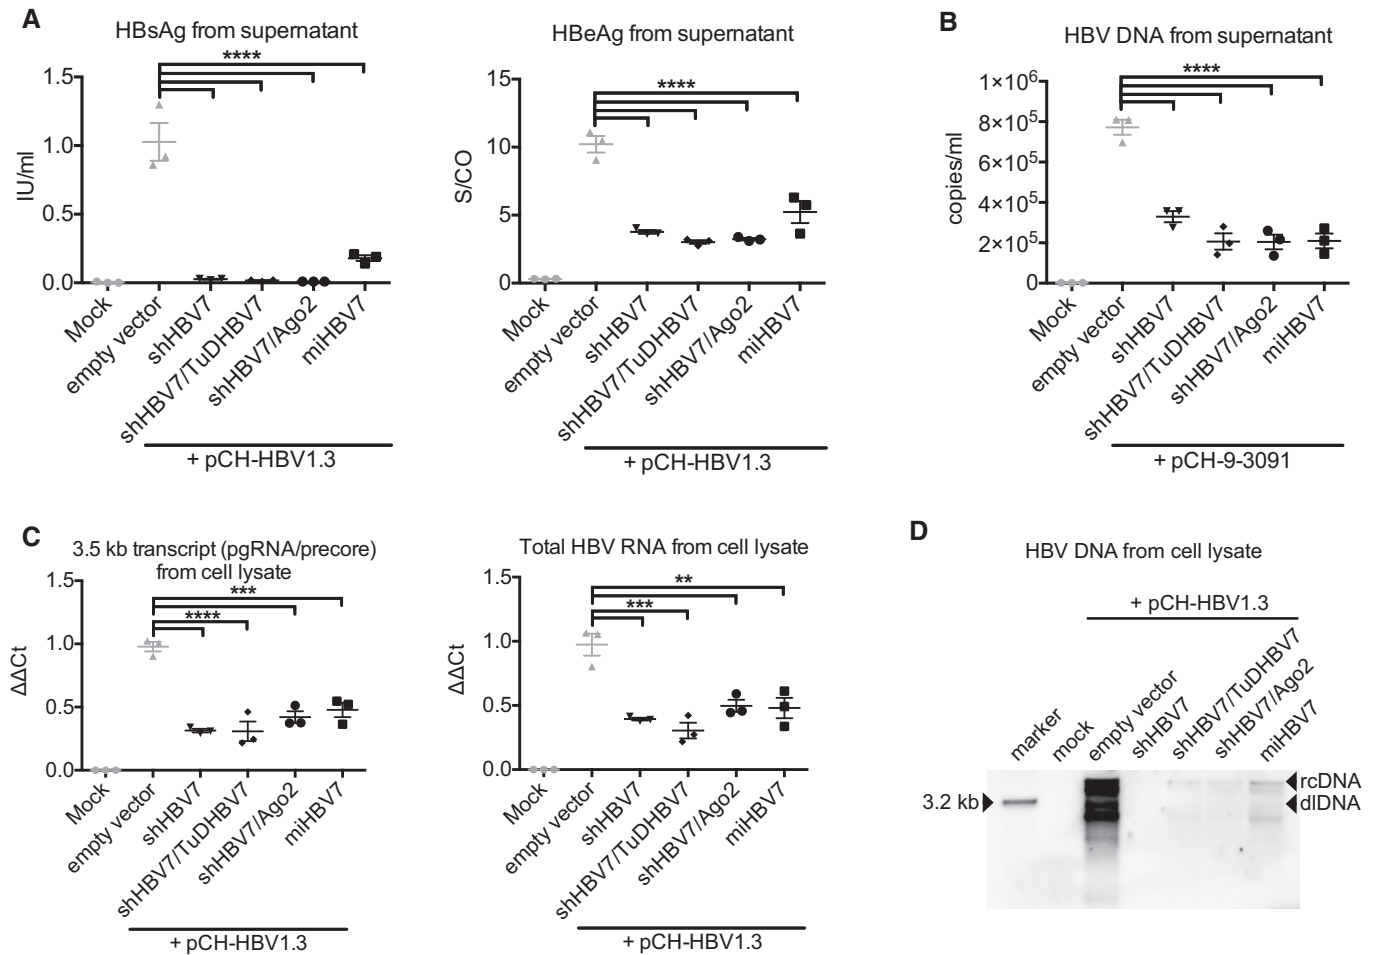 A
HBsAg from supernatant
****
IU/ml
1.5
1.0
0.5
0.0
Mock
empty vector
shHBV7
shHBV7/TuDHBV7
shHBV7/Ago2
miHBV7
+ pCH-HBV1.3
HBeAg from supernatant
****
S/CO
15
10
5
0
Mock
empty vector
shHBV7
shHBV7/TuDHBV7
shHBV7/Ago2
miHBV7
+ pCH-HBV1.3
B
HBV DNA from supernatant
****
copies/ml
1×10⁶
8×10⁵
6×10⁵
4×10⁵
2×10⁵
0
Mock
empty vector
shHBV7
shHBV7/TuDHBV7
shHBV7/Ago2
miHBV7
+ pCH-9-3091
C
3.5 kb transcript (pgRNA/precore)
from cell lysate
***
****
ΔΔCt
1.5
1.0
0.5
0.0
Mock
empty vector
shHBV7
shHBV7/TuDHBV7
shHBV7/Ago2
miHBV7
+ pCH-HBV1.3
Total HBV RNA from cell lysate
**
***
ΔΔCt
1.5
1.0
0.5
0.0
Mock
empty vector
shHBV7
shHBV7/TuDHBV7
shHBV7/Ago2
miHBV7
+ pCH-HBV1.3
D
HBV DNA from cell lysate
+ pCH-HBV1.3
marker
mock
empty vector
shHBV7
shHBV7/TuDHBV7
shHBV7/Ago2
miHBV7
3.2 kb
rcDNA
dlDNA